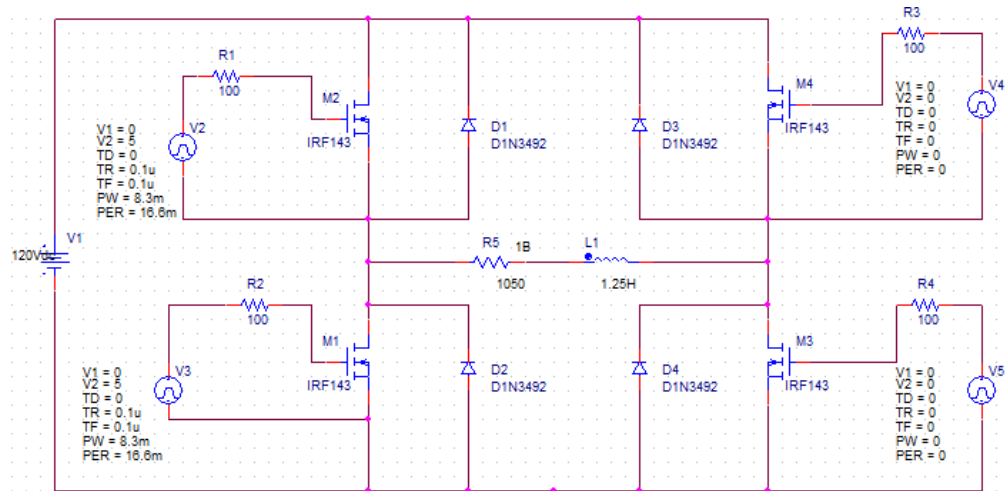 R1
100
V2
V1 = 0
V2 = 5
TD = 0
TR = 0.1u
TF = 0.1u
PW = 8.3m
PER = 16.6m
M2
IRF143
D1
D1N3492
D3
D1N3492
M4
IRF143
R3
100
V4
V1 = 0
V2 = 0
TD = 0
TR = 0
TF = 0
PW = 0
PER = 0
V1
120Vdc
R5
1B
1050
L1
1.25H
R2
100
V3
V1 = 0
V2 = 5
TD = 0
TR = 0.1u
TF = 0.1u
PW = 8.3m
PER = 16.6m
M1
IRF143
D2
D1N3492
D4
D1N3492
M3
IRF143
R4
100
V5
V1 = 0
V2 = 0
TD = 0
TR = 0
TF = 0
PW = 0
PER = 0